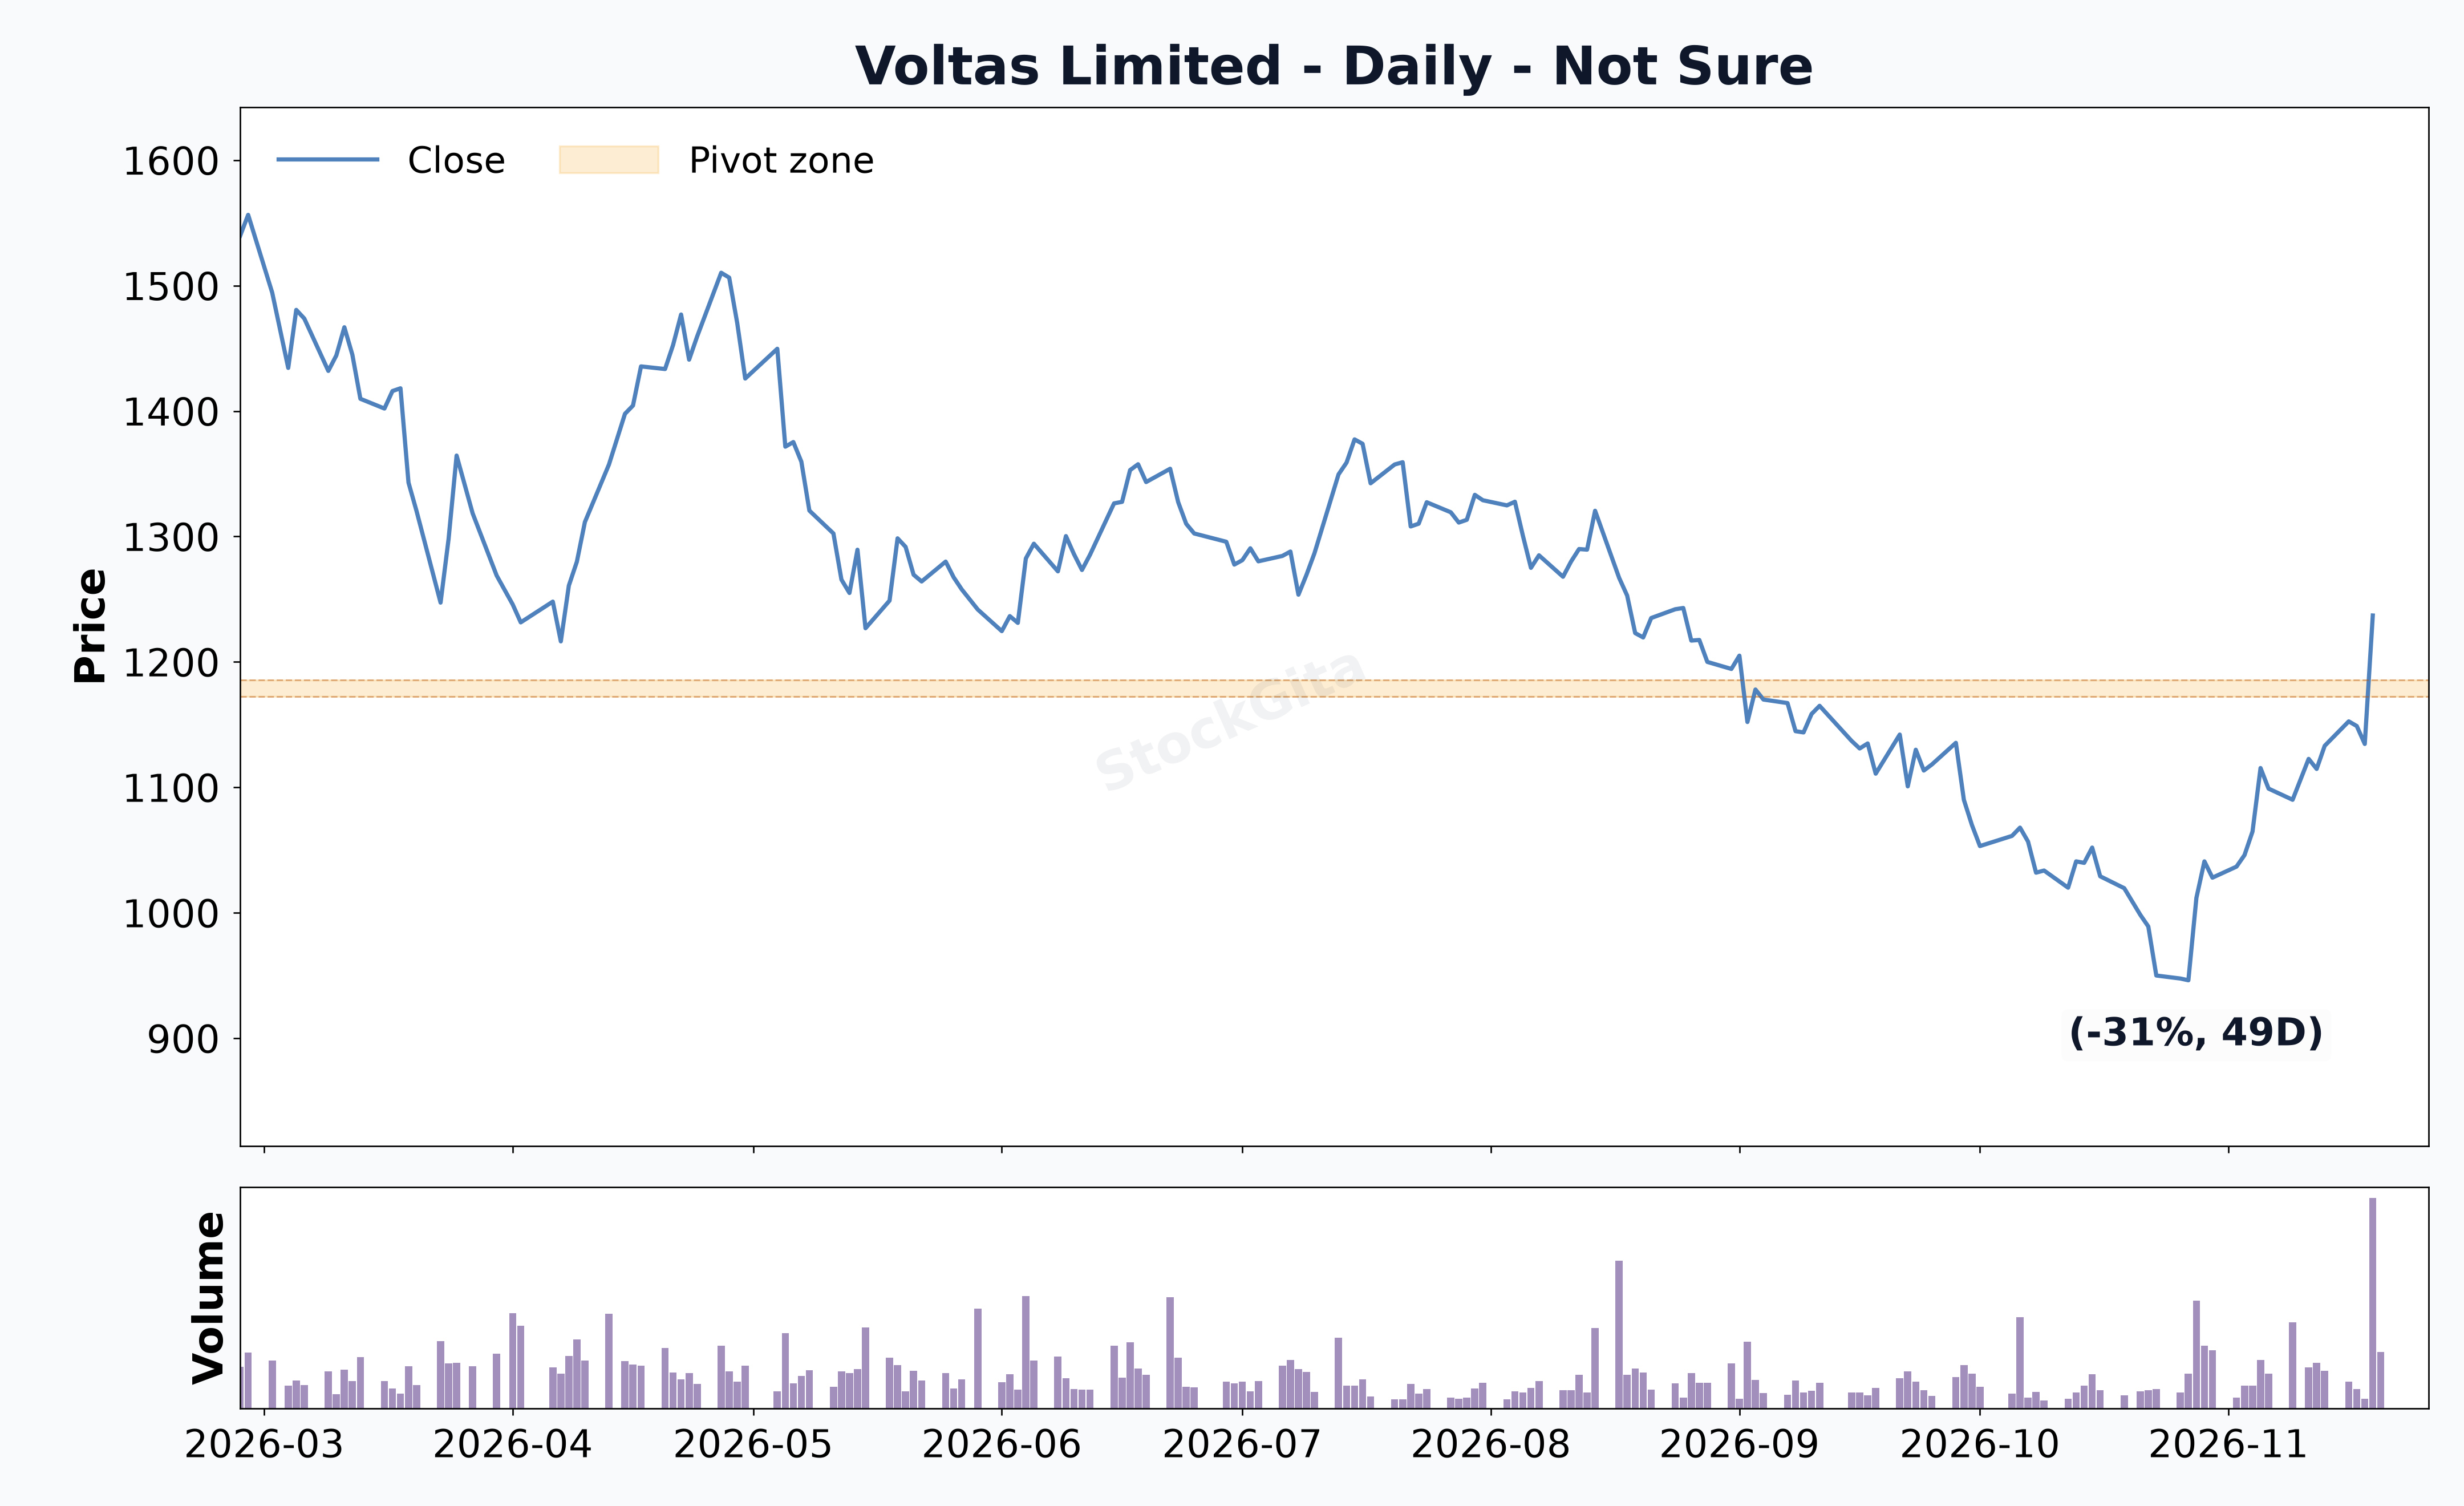 Voltas Limited - Daily - Not Sure
Close
Pivot zone
Price
1600
1500
1400
1300
1200
1100
1000
900
StockGita
(-31%, 49D)
Volume
2026-03
2026-04
2026-05
2026-06
2026-07
2026-08
2026-09
2026-10
2026-11